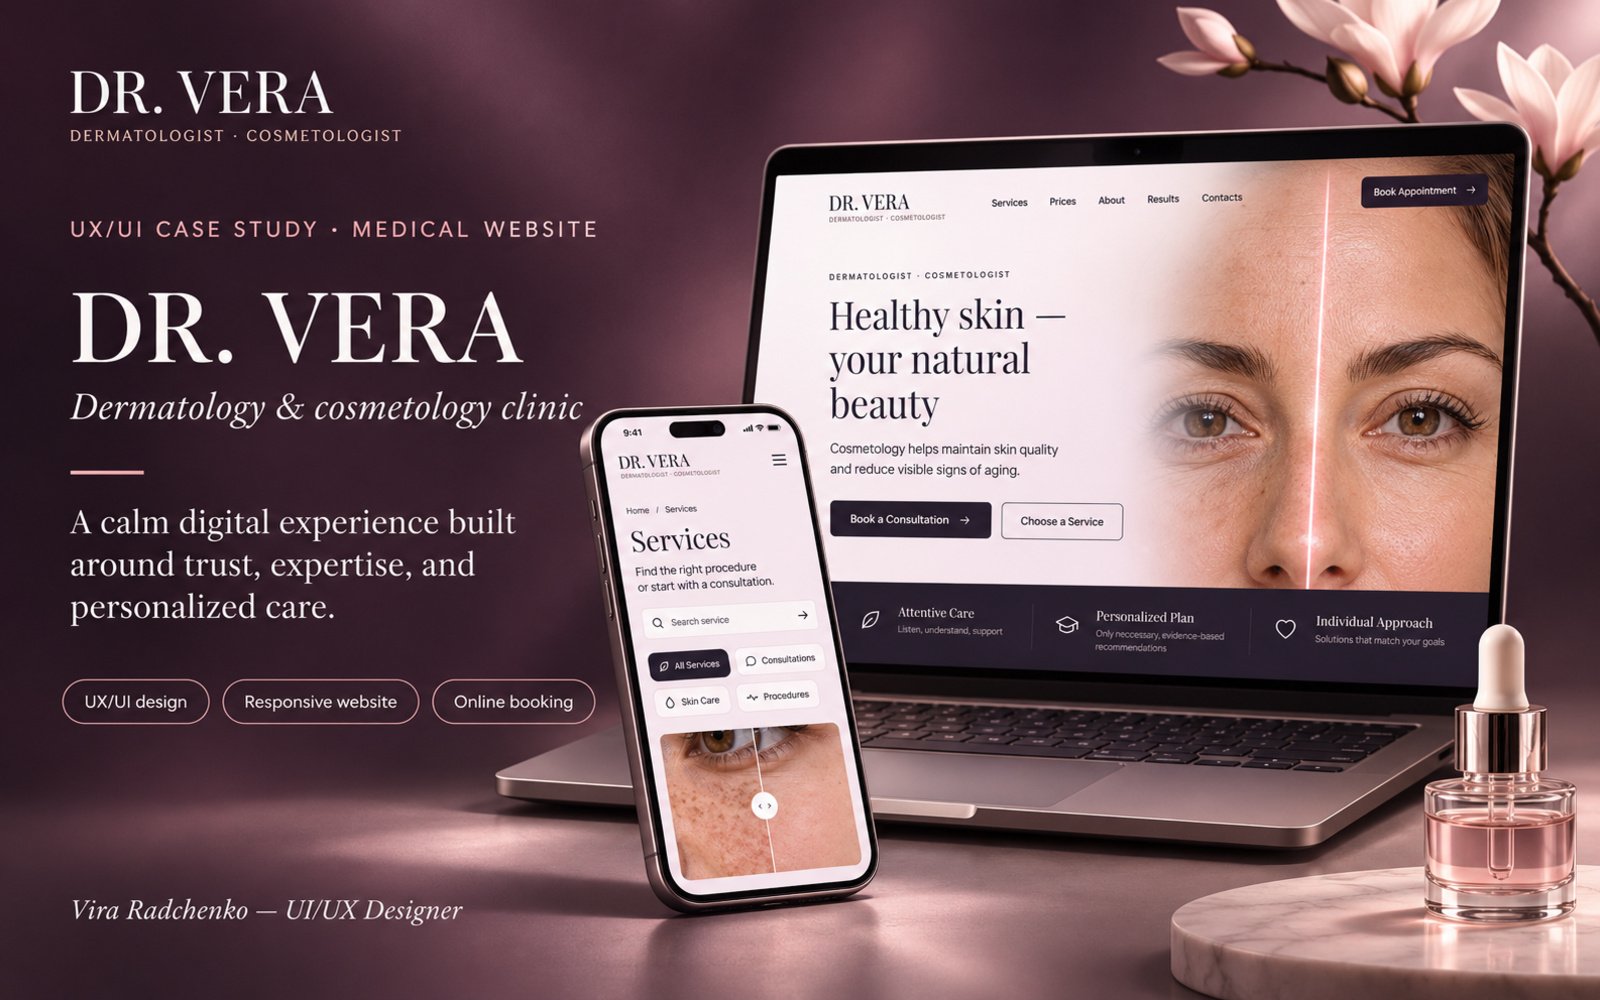 DR. VERA
DERMATOLOGIST · COSMETOLOGIST
UX/UI CASE STUDY · MEDICAL WEBSITE
DR. VERA
Dermatology & cosmetology clinic
A calm digital experience built
around trust, expertise, and
personalized care.
UX/UI design
Responsive website
Online booking
Vira Radchenko — UI/UX Designer
9:41
DR. VERA
DERMATOLOGIST · COSMETOLOGIST
Home / Services
Services
Find the right procedure
or start with a consultation.
Search service
All Services
Consultations
Skin Care
Procedures
DR. VERA
DERMATOLOGIST · COSMETOLOGIST
Services
Prices
About
Results
Contacts
Book Appointment →
DERMATOLOGIST · COSMETOLOGIST
Healthy skin —
your natural
beauty
Cosmetology helps maintain skin quality
and reduce visible signs of aging.
Book a Consultation →
Choose a Service
Attentive Care
Listen, understand, support
Personalized Plan
Only neccessary, evidence-based
recommendations
Individual Approach
Solutions that match your goals